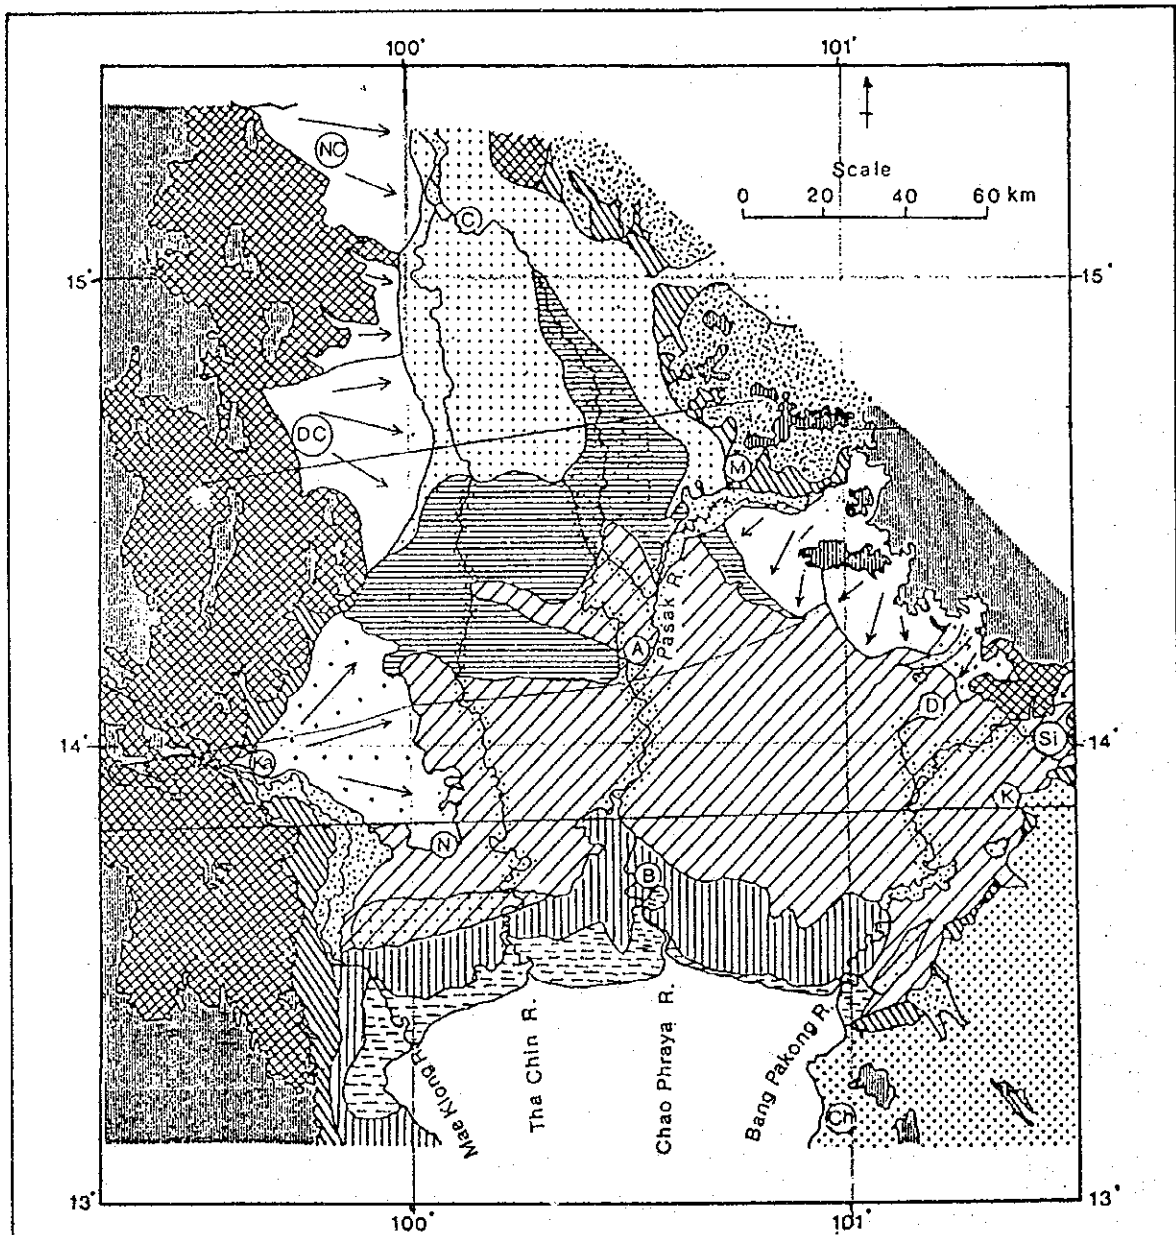 100°
101°
NC
Scale
0 20 40 60 km
C
15°
15°
DC
M
Pasak R.
A
D
Si
14°
14°
Ka
K
N
B
Mae Klong R.
Tha Chin R.
Chao Phraya R.
Bang Pakong R.
Ch
13°
13°
100°
101°